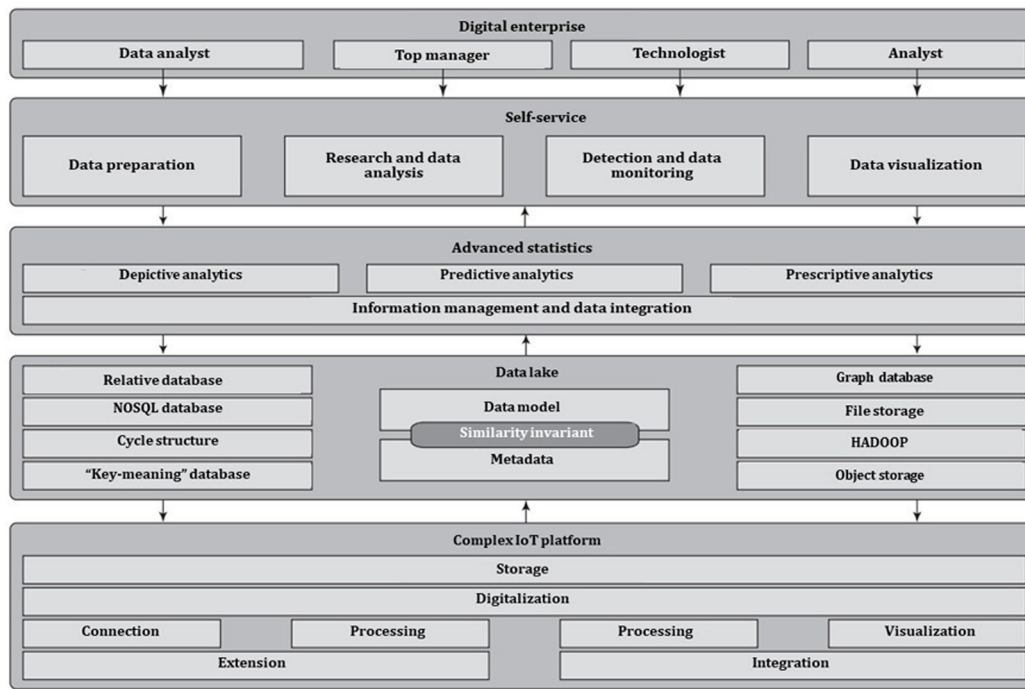 Digital enterprise
Data analyst
Top manager
Technologist
Analyst
Self-service
Data preparation
Research and data
analysis
Detection and data
monitoring
Data visualization
Advanced statistics
Depictive analytics
Predictive analytics
Prescriptive analytics
Information management and data integration
Data lake
Relative database
NOSQL database
Cycle structure
“Key-meaning” database
Data model
Similarity invariant
Metadata
Graph database
File storage
HADOOP
Object storage
Complex IoT platform
Storage
Digitalization
Connection
Processing
Processing
Visualization
Extension
Integration